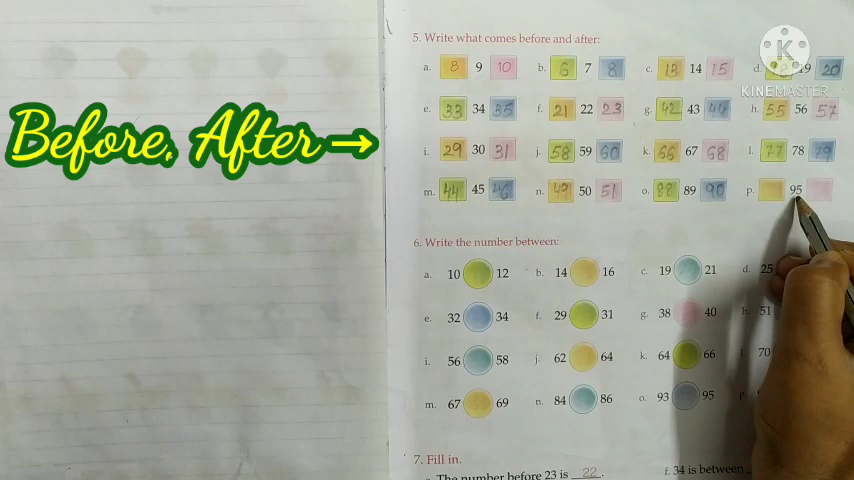 5. Write what comes before and after:
a. 8 9 10 b. 6 7 8 c. 13 14 15 d. 19 20
KINEMASTER
e. 33 34 35 f. 21 22 23 g. 42 43 44 h. 55 56 57
Before, After →
i. 29 30 31 j. 58 59 60 k. 66 67 68 l. 77 78 79
m. 44 45 46 n. 49 50 51 o. 88 89 90 p. 95
6. Write the number between:
a. 10 12 b. 14 16 c. 19 21 d. 25
e. 32 34 f. 29 31 g. 38 40 h. 51
i. 56 58 j. 62 64 k. 64 66 70
m. 67 69 n. 84 86 o. 93 95 p.
7. Fill in.
The number before 23 is 22. f. 34 is between